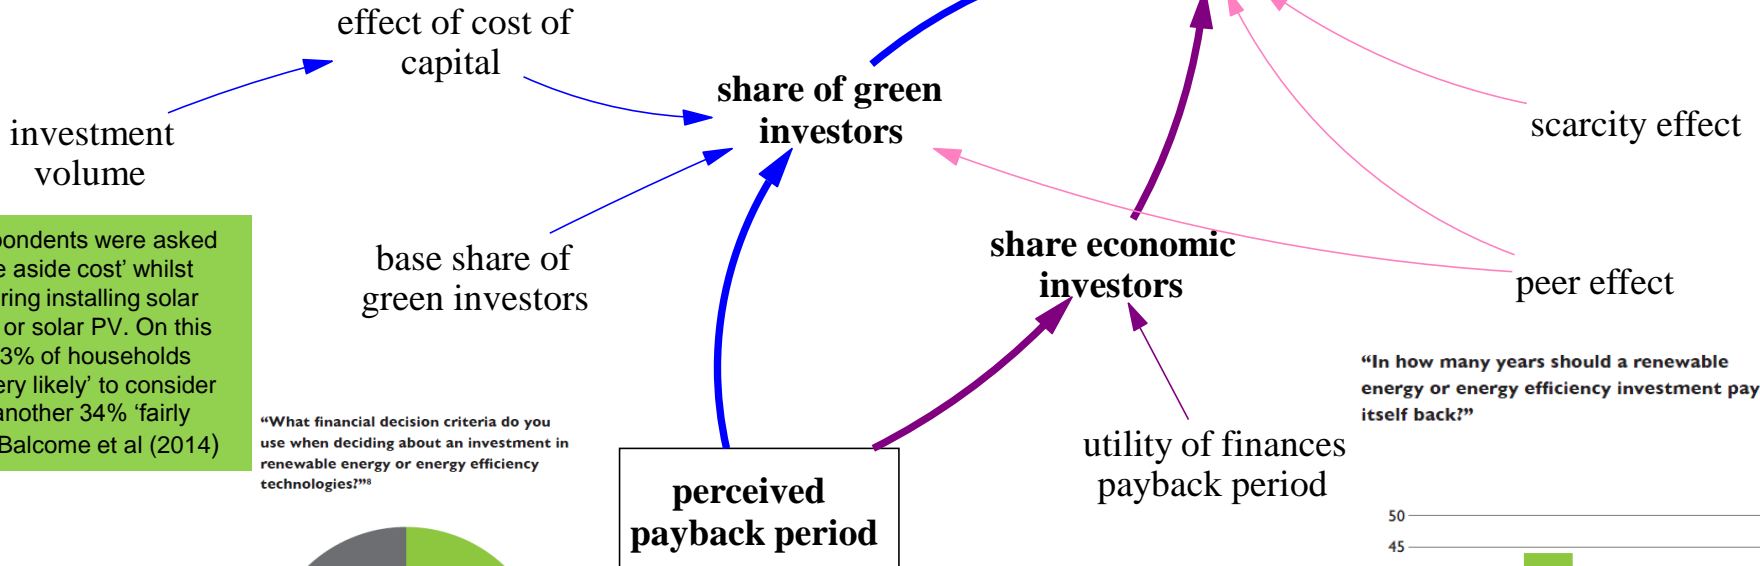 effect of cost of
capital
share of green
investors
investment
volume
scarcity effect
base share of
green investors
share economic
investors
peer effect
were asked
aside cost’ whilst
installing solar
or solar PV. On this
3% of households
likely’ to consider
another 34% ‘fairly
Balcome et al (2014)
“What financial decision criteria do you
use when deciding about an investment in
renewable energy or energy efficiency
technologies?”⁸
perceived
payback period
utility of finances
payback period
“In how many years should a renewable
energy or energy efficiency investment pay
itself back?”
50
45